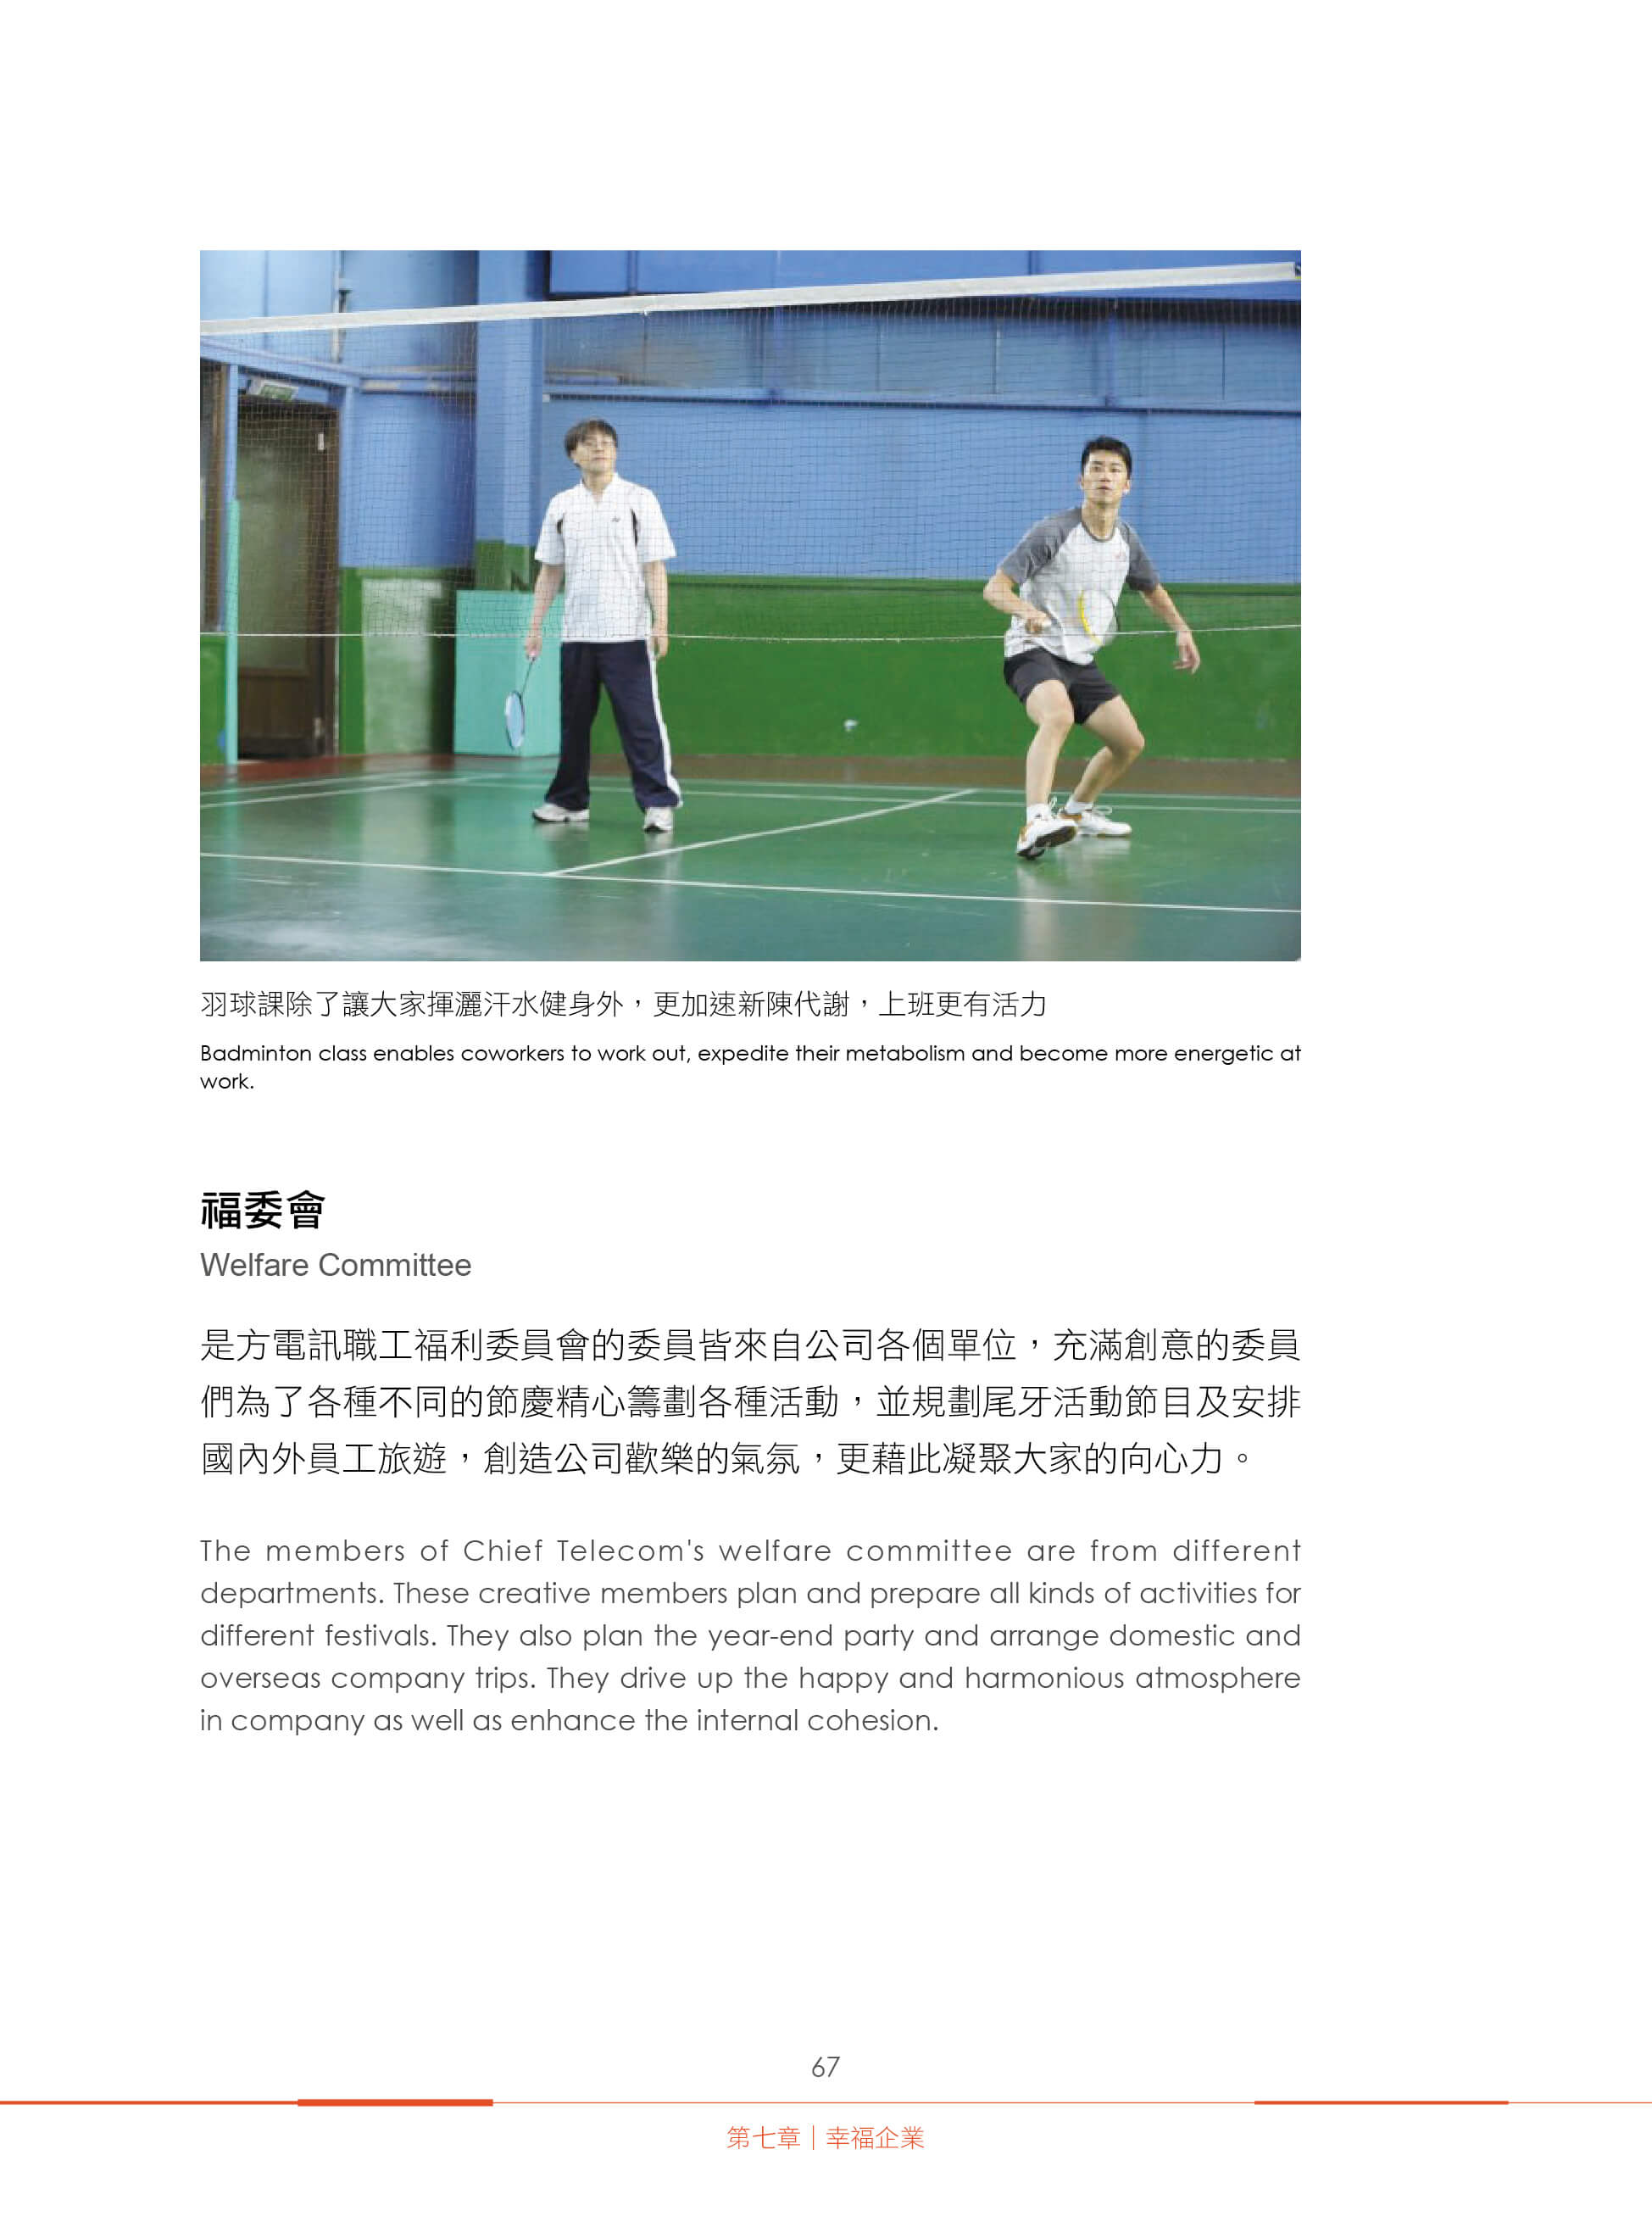 羽球課除了讓大家揮灑汗水健身外，更加速新陳代謝，上班更有活力
Badminton class enables coworkers to work out, expedite their metabolism and become more energetic at
work.
福委會
Welfare Committee
是方電訊職工福利委員會的委員皆來自公司各個單位，充滿創意的委員
們為了各種不同的節慶精心籌劃各種活動，並規劃尾牙活動節目及安排
國內外員工旅遊，創造公司歡樂的氣氛，更藉此凝聚大家的向心力。
The members of Chief Telecom's welfare committee are from different
departments. These creative members plan and prepare all kinds of activities for
different festivals. They also plan the year-end party and arrange domestic and
overseas company trips. They drive up the happy and harmonious atmosphere
in company as well as enhance the internal cohesion.
67
第七章｜幸福企業